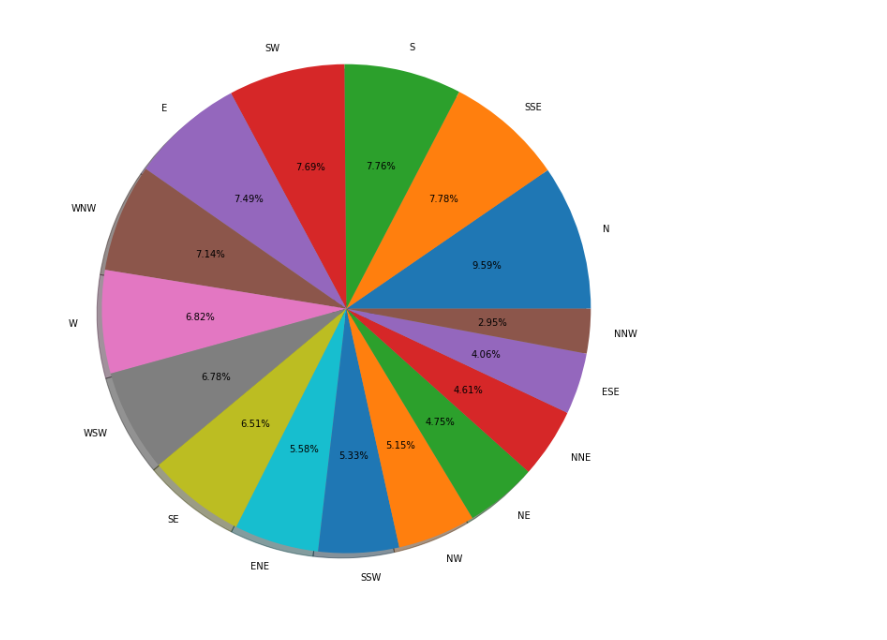 SW
S
E
SSE
7.69%
7.76%
7.49%
7.78%
WNW
N
7.14%
9.59%
W
6.82%
2.95%
NNW
4.06%
6.78%
4.61%
ESE
WSW
6.51%
4.75%
5.58%
5.33%
5.15%
NNE
SE
NE
ENE
SSW
NW